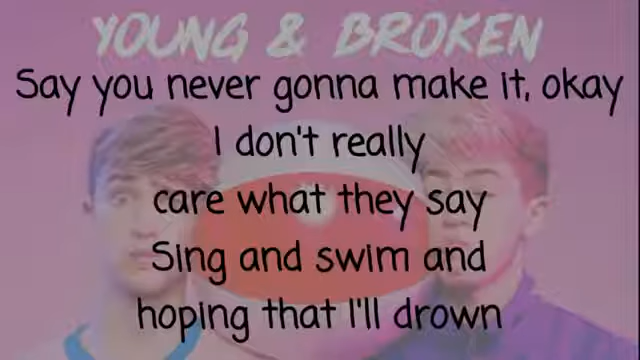 YOUNG & BROKEN
Say you never gonna make it, okay
I don't really
care what they say
Sing and swim and
hoping that I'll drown